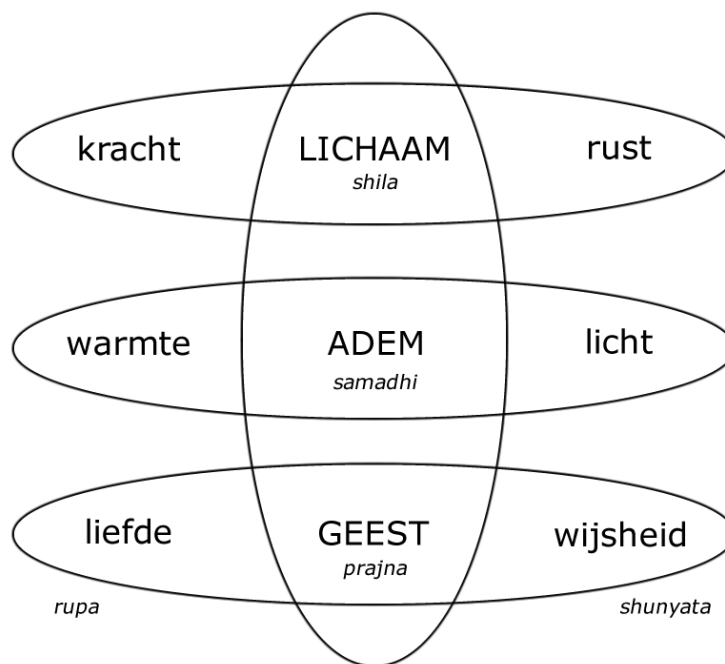 kracht LICHAAM rust
shila
warmte ADEM licht
samadhi
liefde GEEST wijsheid
prajna
rupa shunyata